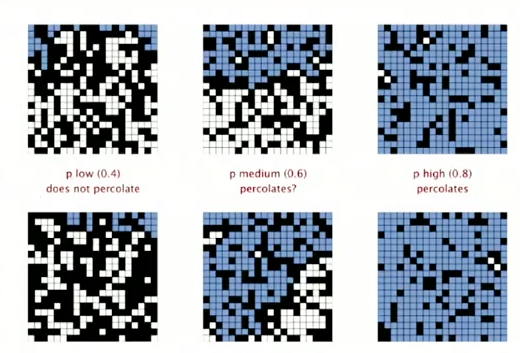 p low (0.4)
does not percolate
p medium (0.6)
percolates?
p high (0.8)
percolates